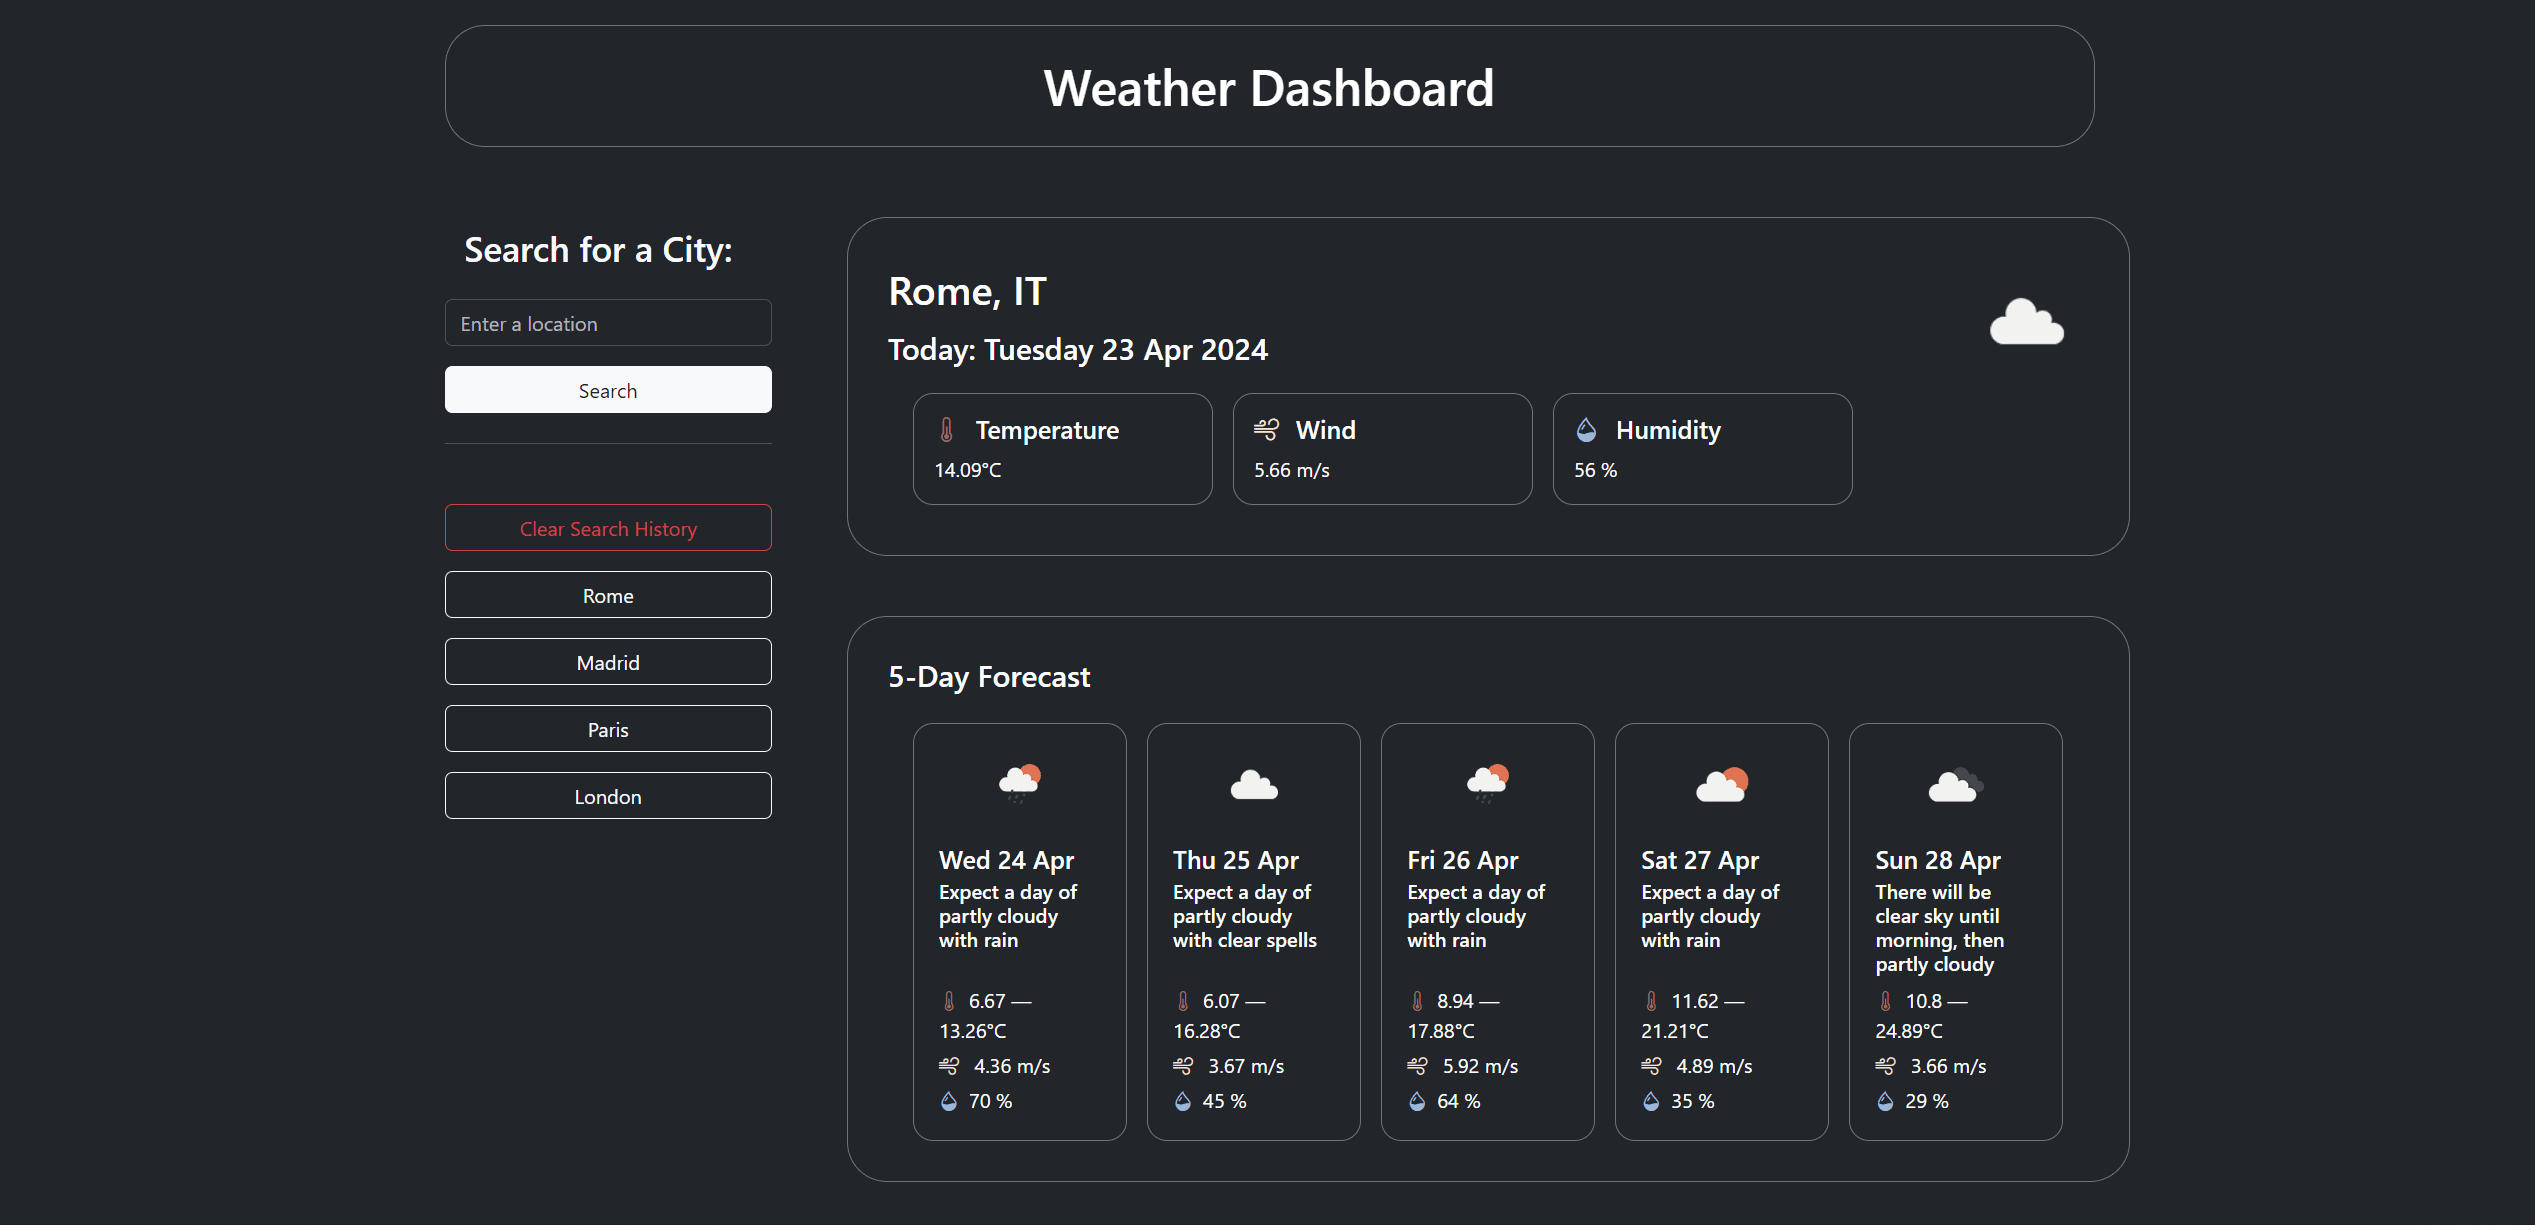 Weather Dashboard
Search for a City:
Enter a location
Search
Clear Search History
Rome
Madrid
Paris
London
Rome, IT
Today: Tuesday 23 Apr 2024
Temperature
14.09°C
Wind
5.66 m/s
Humidity
56 %
5-Day Forecast
Wed 24 Apr
Expect a day of
partly cloudy
with rain
6.67 —
13.26°C
4.36 m/s
70 %
Thu 25 Apr
Expect a day of
partly cloudy
with clear spells
6.07 —
16.28°C
3.67 m/s
45 %
Fri 26 Apr
Expect a day of
partly cloudy
with rain
8.94 —
17.88°C
5.92 m/s
64 %
Sat 27 Apr
Expect a day of
partly cloudy
with rain
11.62 —
21.21°C
4.89 m/s
35 %
Sun 28 Apr
There will be
clear sky until
morning, then
partly cloudy
10.8 —
24.89°C
3.66 m/s
29 %